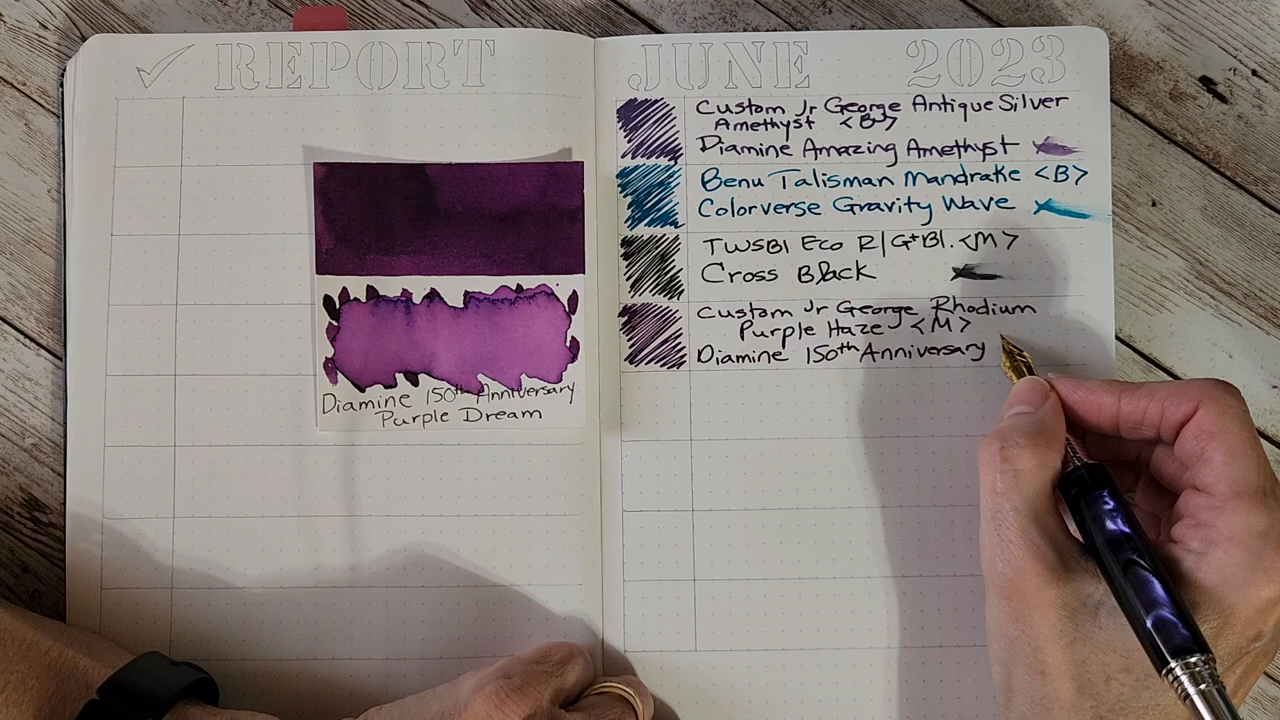 ✓ REPORT
Diamine 150th Anniversary
Purple Dream
JUNE 2023
Custom Jr George Antique Silver
Amethyst <B>
Diamine Amazing Amethyst
Benu Talisman Mandrake <B>
Colorverse Gravity Wave
TWSBI Eco R/G+Bl. <M>
Cross Black
Custom Jr George Rhodium
Purple Haze <M>
Diamine 150th Anniversary